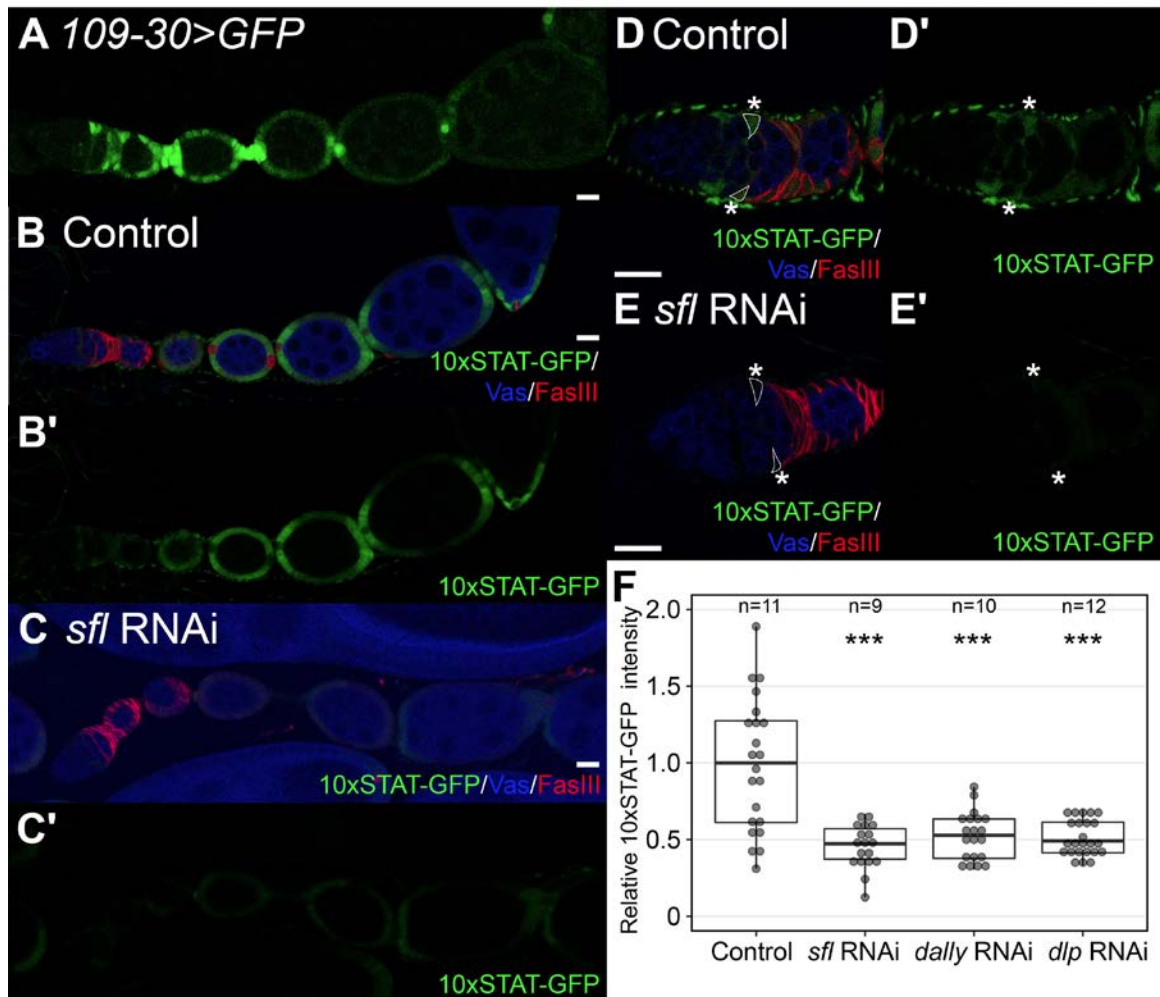 A 109-30>GFP
B Control
10xSTAT-GFP/
Vas/FasIII
B'
10xSTAT-GFP
C sfl RNAi
10xSTAT-GFP/Vas/FasIII
C'
10xSTAT-GFP
D Control
*
*
10xSTAT-GFP/
Vas/FasIII
D'
*
*
10xSTAT-GFP
E sfl RNAi
*
*
10xSTAT-GFP/
Vas/FasIII
E'
*
*
10xSTAT-GFP
F
Relative 10xSTAT-GFP intensity
2.0
1.5
1.0
0.5
0
n=11 n=9 n=10 n=12
*** *** ***
Control sfl RNAi dally RNAi dlp RNAi